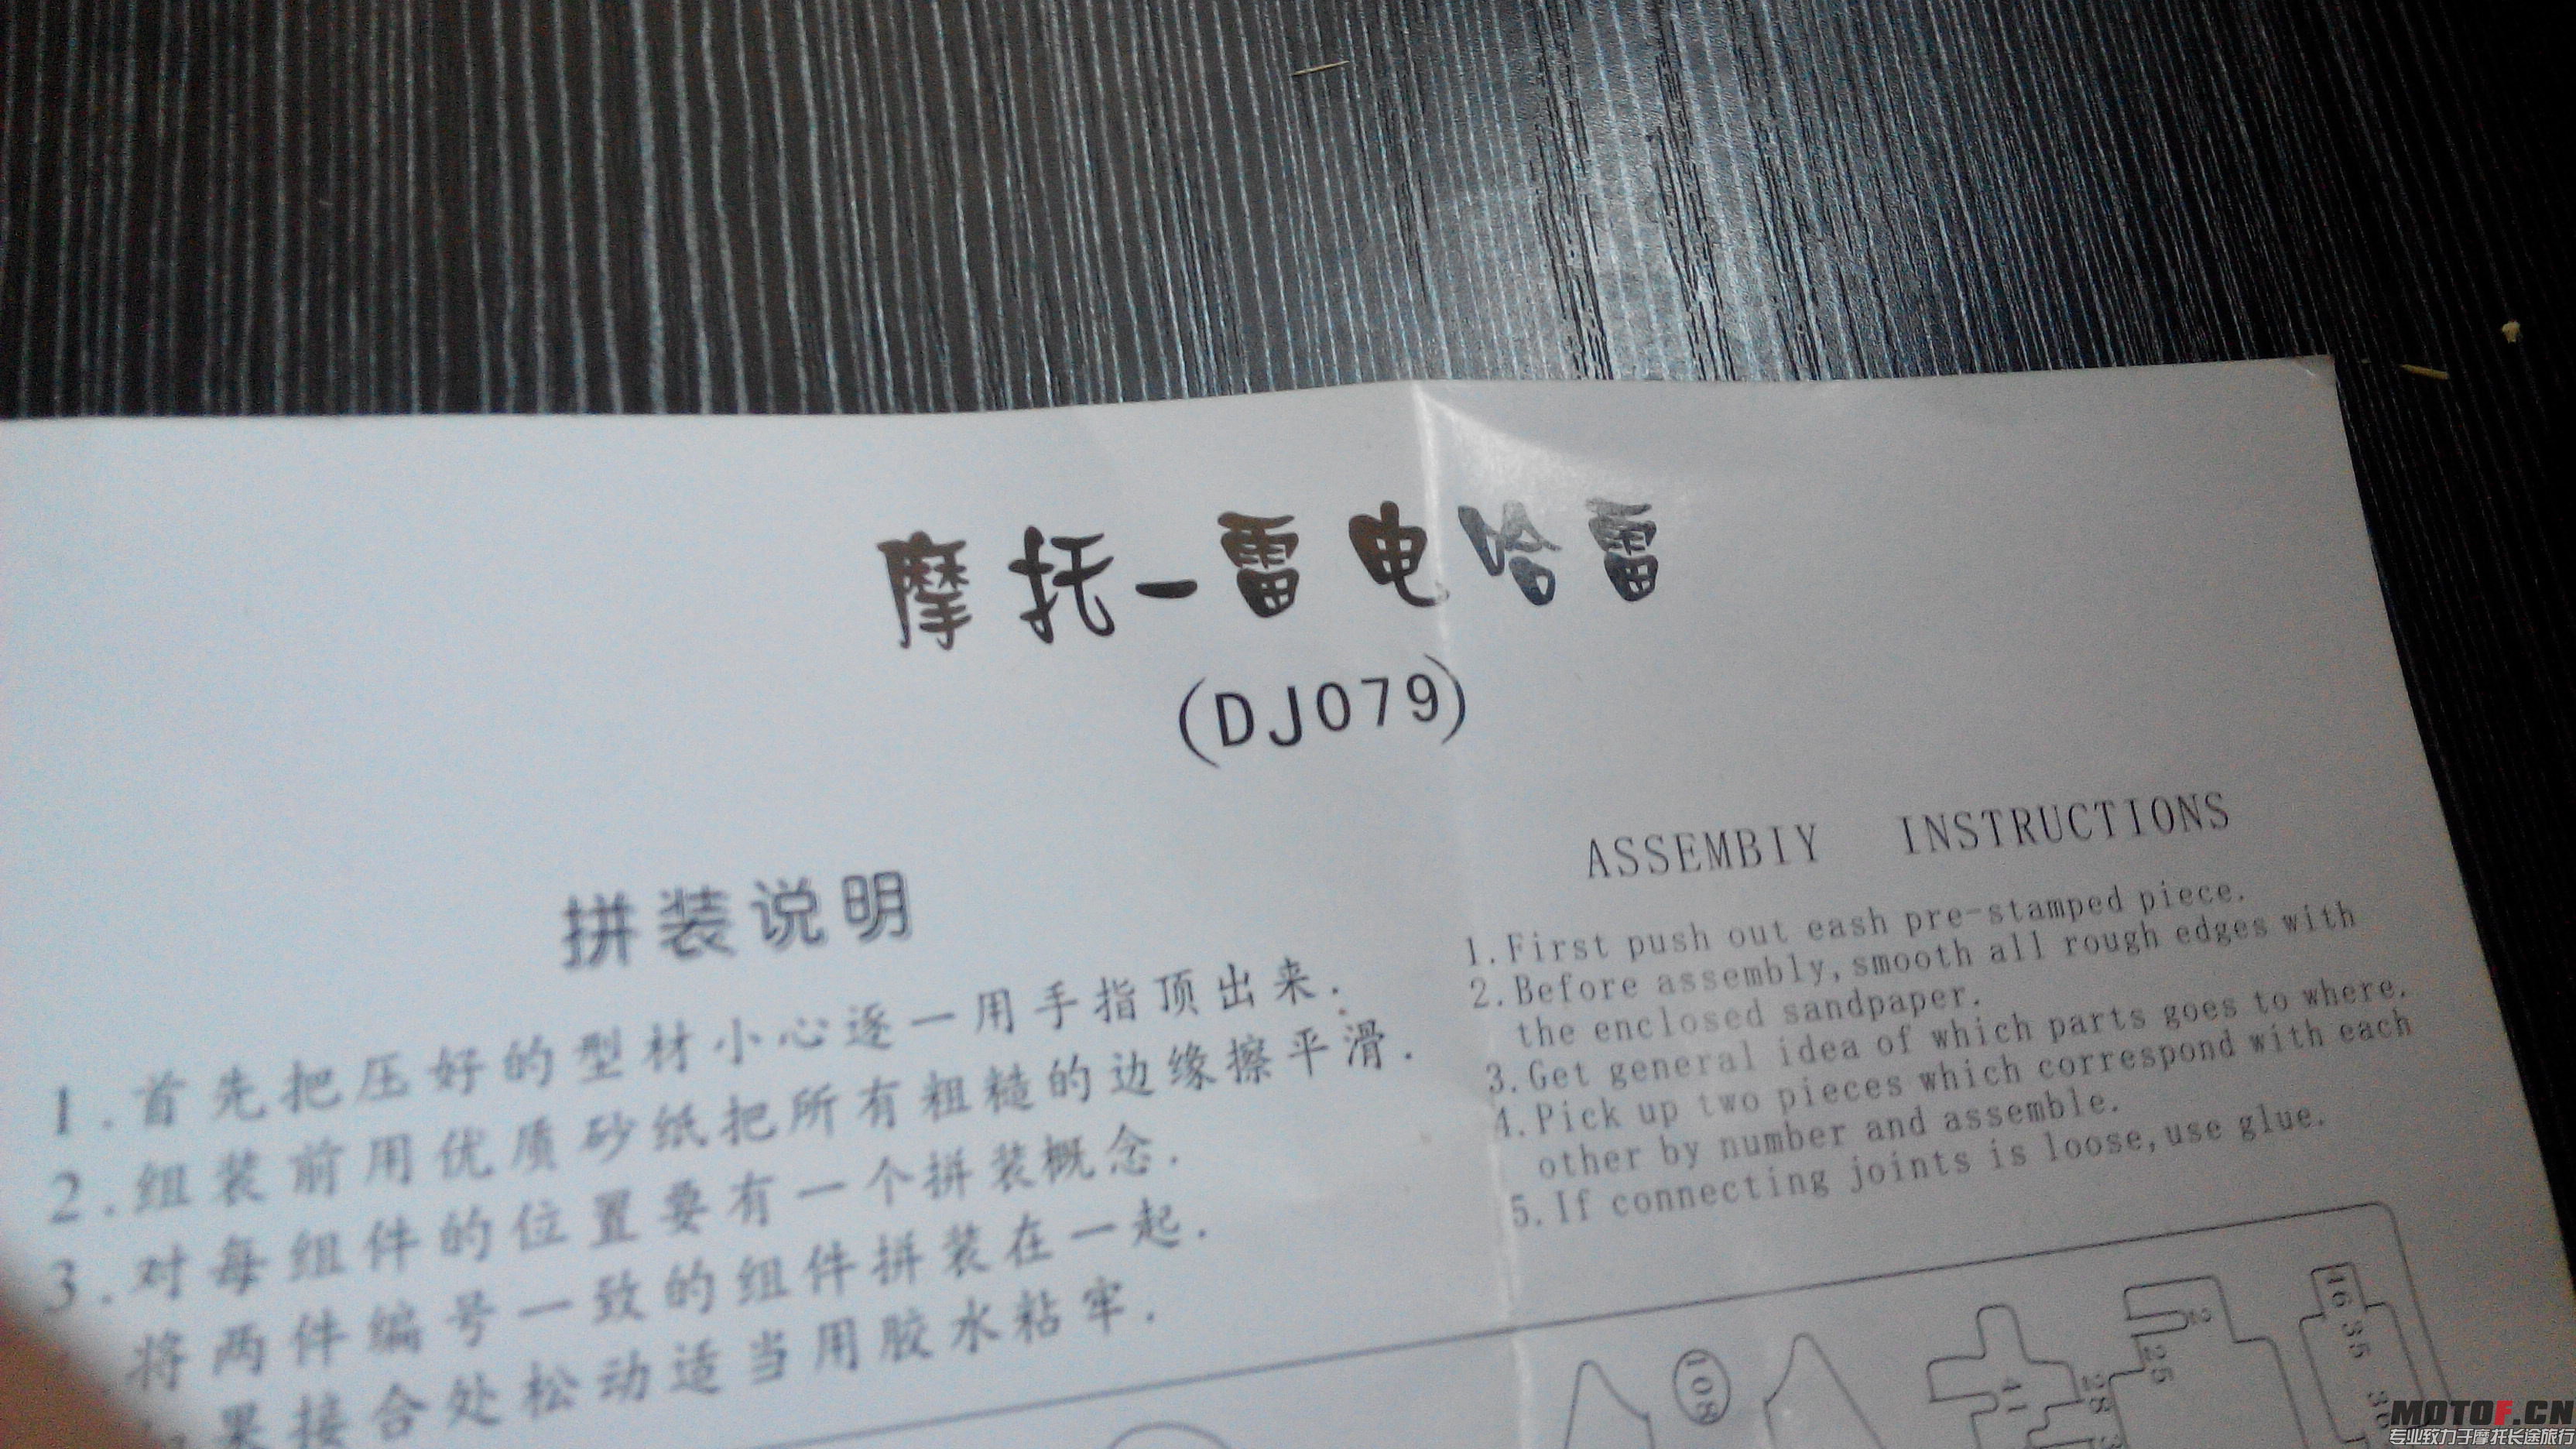 摩托-雷电哈雷
(DJ079)
拼装说明
1.首先把压好的型材小心逐一用手指顶出来.
2.组装前用优质砂纸把所有粗糙的边缘擦平滑.
3.对每组件的位置要有一个拼装概念.
将两件编号一致的组件拼装在一起.
果接合处松动适当用胶水粘牢.
ASSEMBIY INSTRUCTIONS
1.First push out eash pre-stamped piece.
2.Before assembly,smooth all rough edges with
the enclosed sandpaper.
3.Get general idea of which parts goes to where.
4.Pick up two pieces which correspond with each
other by number and assemble.
5.If connecting joints is loose,use glue.
108
41
28
2
25
16
35
MOTOF.CN
专业致力于摩托长途旅行